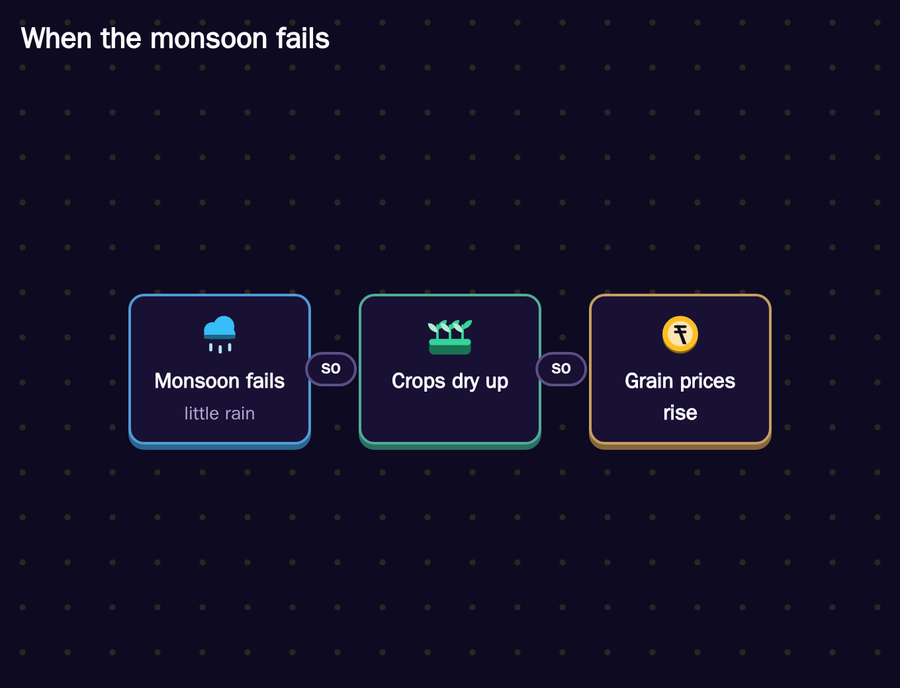 When the monsoon fails
Monsoon fails
little rain
so
Crops dry up
so
₹
Grain prices
rise